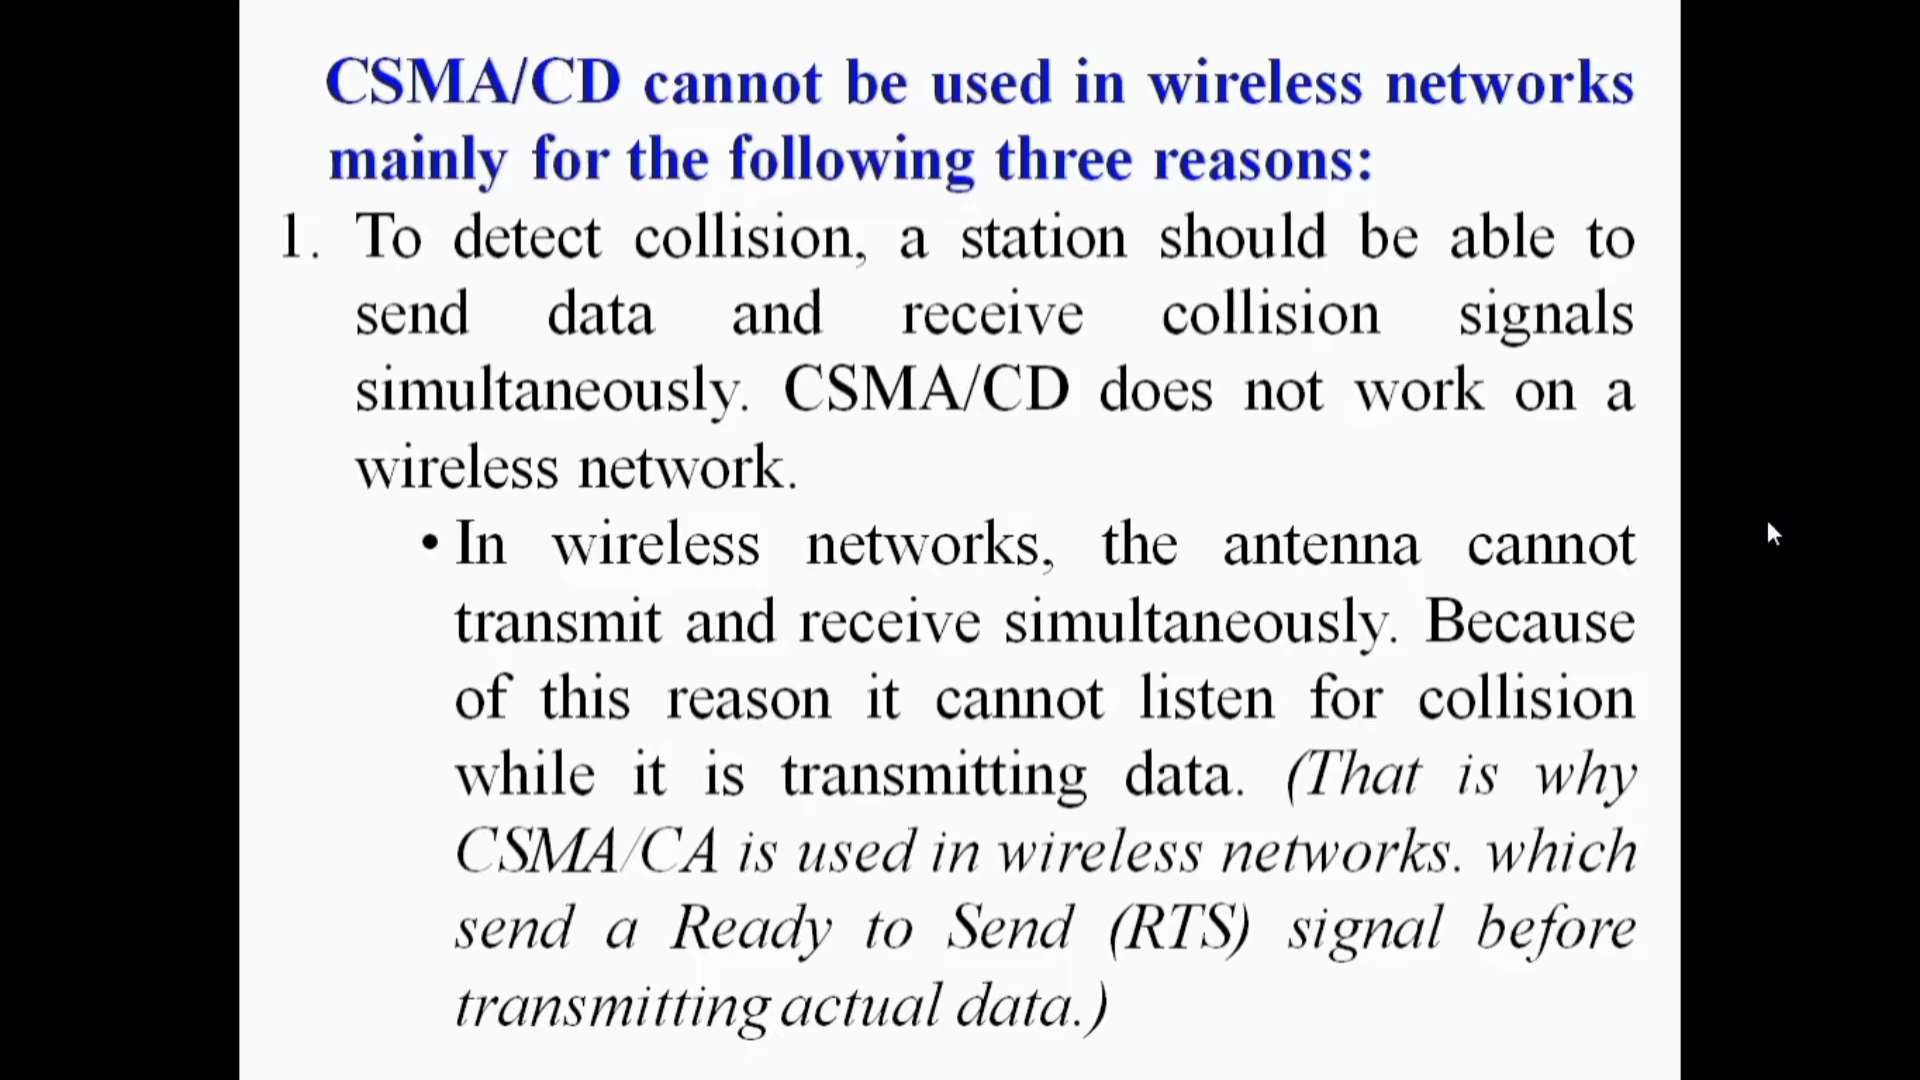 CSMA/CD cannot be used in wireless networks
mainly for the following three reasons:
1. To detect collision, a station should be able to
send data and receive collision signals
simultaneously. CSMA/CD does not work on a
wireless network.
• In wireless networks, the antenna cannot
transmit and receive simultaneously. Because
of this reason it cannot listen for collision
while it is transmitting data. (That is why
CSMA/CA is used in wireless networks. which
send a Ready to Send (RTS) signal before
transmitting actual data.)